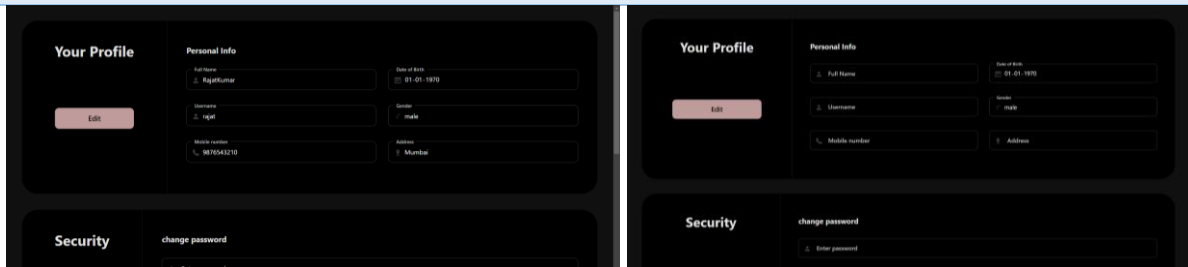 Your Profile
Personal Info
Full Name
RajatKumar
Date of Birth
01-01-1970
Edit
Username
rajat
Gender
male
Mobile number
9876543210
Address
Mumbai
Security
change password
Your Profile
Personal Info
Full Name
Date of Birth
01-01-1970
Edit
Username
Gender
male
Mobile number
Address
Security
change password
Enter password